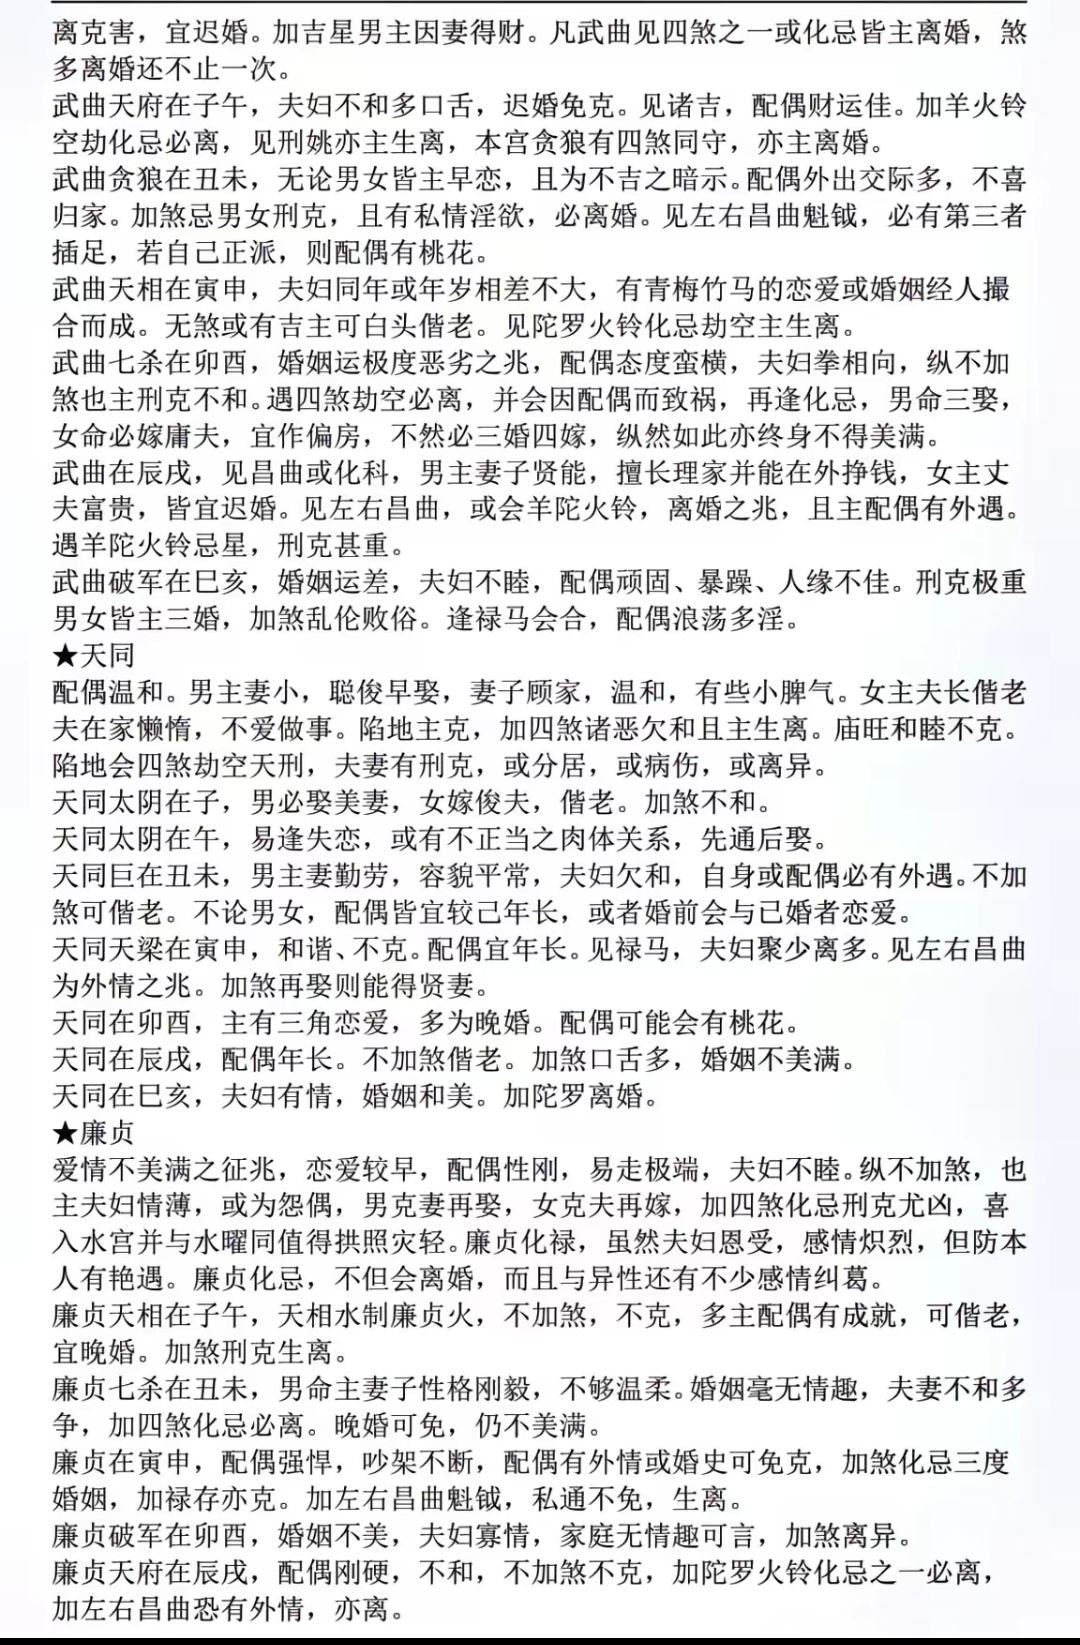 离克害，宜迟婚。加吉星男主因妻得财。凡武曲见四煞之一或化忌皆主离婚，煞
多离婚还不止一次。
武曲天府在子午，夫妇不和多口舌，迟婚免克。见诸吉，配偶财运佳。加羊火铃
空劫化忌必离，见刑姚亦主生离，本宫贪狼有四煞同守，亦主离婚。
武曲贪狼在丑未，无论男女皆主早恋，且为不吉之暗示。配偶外出交际多，不喜
归家。加煞忌男女刑克，且有私情淫欲，必离婚。见左右昌曲魁钺，必有第三者
插足，若自己正派，则配偶有桃花。
武曲天相在寅申，夫妇同年或年岁相差不大，有青梅竹马的恋爱或婚姻经人撮
合而成。无煞或有吉主可白头偕老。见陀罗火铃化忌劫空主生离。
武曲七杀在卯酉，婚姻运极度恶劣之兆，配偶态度蛮横，夫妇拳相向，纵不加
煞也主刑克不和。遇四煞劫空必离，并会因配偶而致祸，再逢化忌，男命三娶，
女命必嫁庸夫，宜作偏房，不然必三婚四嫁，纵然如此亦终身不得美满。
武曲在辰戌，见昌曲或化科，男主妻子贤能，擅长理家并能在外挣钱，女主丈
夫富贵，皆宜迟婚。见左右昌曲，或会羊陀火铃，离婚之兆，且主配偶有外遇。
遇羊陀火铃忌星，刑克甚重。
武曲破军在巳亥，婚姻运差，夫妇不睦，配偶顽固、暴躁、人缘不佳。刑克极重
男女皆主三婚，加煞乱伦败俗。逢禄马会合，配偶浪荡多淫。
★天同
配偶温和。男主妻小，聪俊早娶，妻子顾家，温和，有些小脾气。女主夫长偕老
夫在家懒惰，不爱做事。陷地主克，加四煞诸恶欠和且主生离。庙旺和睦不克。
陷地会四煞劫空天刑，夫妻有刑克，或分居，或病伤，或离异。
天同太阴在子，男必娶美妻，女嫁俊夫，偕老。加煞不和。
天同太阴在午，易逢失恋，或有不正当之肉体关系，先通后娶。
天同巨在丑未，男主妻勤劳，容貌平常，夫妇欠和，自身或配偶必有外遇。不加
煞可偕老。不论男女，配偶皆宜较己年长，或者婚前会与已婚者恋爱。
天同天梁在寅申，和谐、不克。配偶宜年长。见禄马，夫妇聚少离多。见左右昌曲
为外情之兆。加煞再娶则能得贤妻。
天同在卯酉，主有三角恋爱，多为晚婚。配偶可能会有桃花。
天同在辰戌，配偶年长。不加煞偕老。加煞口舌多，婚姻不美满。
天同在巳亥，夫妇有情，婚姻和美。加陀罗离婚。
★廉贞
爱情不美满之征兆，恋爱较早，配偶性刚，易走极端，夫妇不睦。纵不加煞，也
主夫妇情薄，或为怨偶，男克妻再娶，女克夫再嫁，加四煞化忌刑克尤凶，喜
入水宫并与水曜同值得拱照灾轻。廉贞化禄，虽然夫妇恩受，感情炽烈，但防本
人有艳遇。廉贞化忌，不但会离婚，而且与异性还有不少感情纠葛。
廉贞天相在子午，天相水制廉贞火，不加煞，不克，多主配偶有成就，可偕老，
宜晚婚。加煞刑克生离。
廉贞七杀在丑未，男命主妻子性格刚毅，不够温柔。婚姻毫无情趣，夫妻不和多
争，加四煞化忌必离。晚婚可免，仍不美满。
廉贞在寅申，配偶强悍，吵架不断，配偶有外情或婚史可免克，加煞化忌三度
婚姻，加禄存亦克。加左右昌曲魁钺，私通不免，生离。
廉贞破军在卯酉，婚姻不美，夫妇寡情，家庭无情趣可言，加煞离异。
廉贞天府在辰戌，配偶刚硬，不和，不加煞不克，加陀罗火铃化忌之一必离，
加左右昌曲恐有外情，亦离。